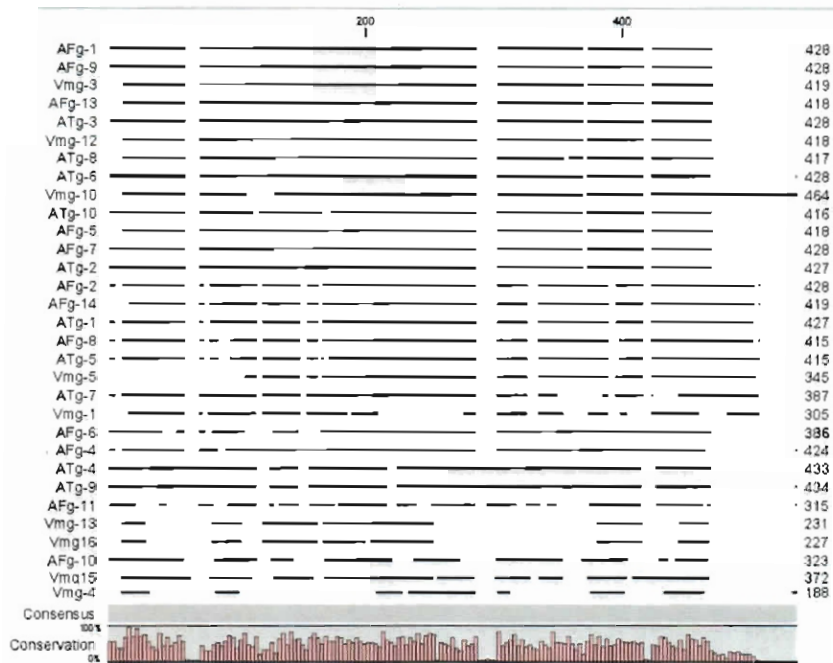 200 400
AFg-1 428
AFg-9 428
Vmg-3 419
AFg-13 418
ATg-3 428
Vmg-12 418
ATg-8 417
ATg-6 428
Vmg-10 464
ATg-10 416
AFg-5 418
AFg-7 428
ATg-2 427
AFg-2 428
AFg-14 419
ATg-1 427
AFg-8 415
ATg-5 415
Vmg-5 345
ATg-7 387
Vmg-1 305
AFg-6 386
AFg-4 424
ATg-4 433
ATg-9 434
AFg-11 315
Vmg-13 231
Vmg16 227
AFg-10 323
Vmg15 372
Vmg-4 188
Consensus
100%
Conservation
0%